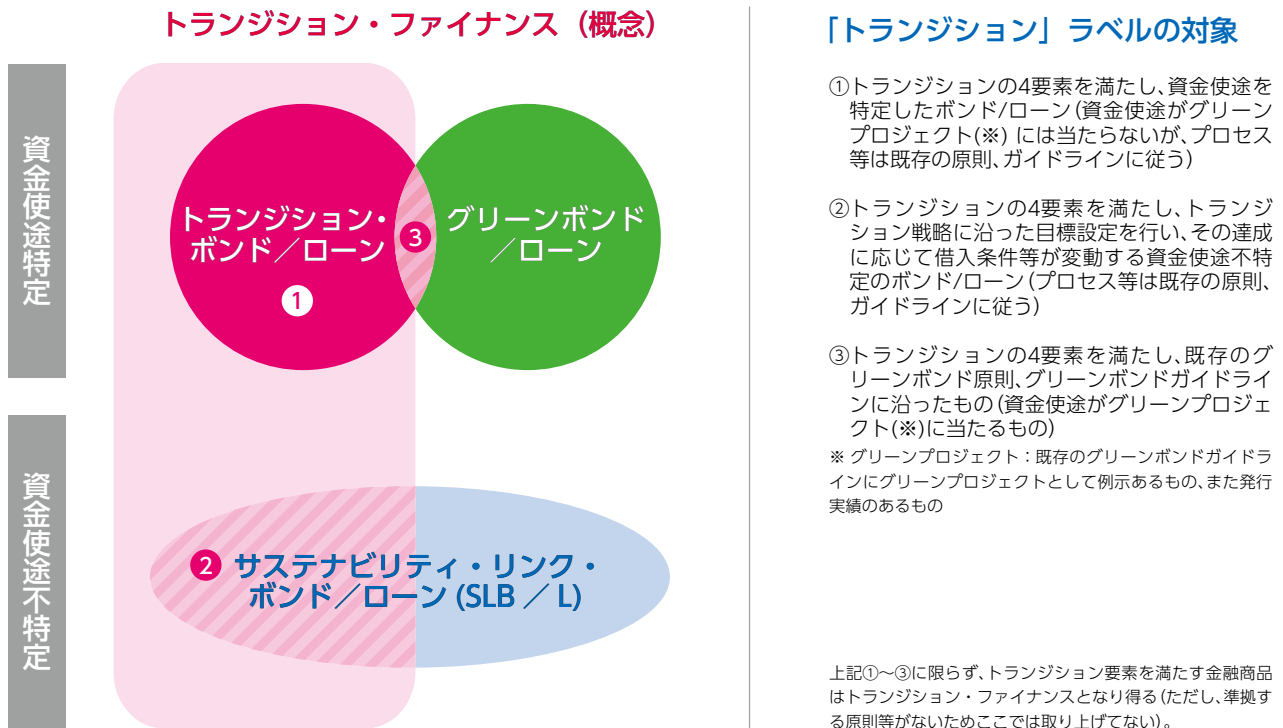 トランジション・ファイナンス（概念）
資金使途特定
トランジション・
ボンド／ローン
1
3
グリーンボンド
／ローン
資金使途不特定
2
サステナビリティ・リンク・
ボンド／ローン (SLB ／ L)
「トランジション」ラベルの対象
①トランジションの4要素を満たし、資金使途を
特定したボンド/ローン(資金使途がグリーン
プロジェクト(※) には当たらないが、プロセス
等は既存の原則、ガイドラインに従う)
②トランジションの4要素を満たし、トランジ
ション戦略に沿った目標設定を行い、その達成
に応じて借入条件等が変動する資金使途不特
定のボンド/ローン(プロセス等は既存の原則、
ガイドラインに従う)
③トランジションの4要素を満たし、既存のグ
リーンボンド原則、グリーンボンドガイドライ
ンに沿ったもの(資金使途がグリーンプロジェ
クト(※)に当たるもの)
※ グリーンプロジェクト：既存のグリーンボンドガイドラ
インにグリーンプロジェクトとして例示あるもの、また発行
実績のあるもの
上記①～③に限らず、トランジション要素を満たす金融商品
はトランジション・ファイナンスとなり得る(ただし、準拠す
る原則等がないためここでは取り上げてない)。